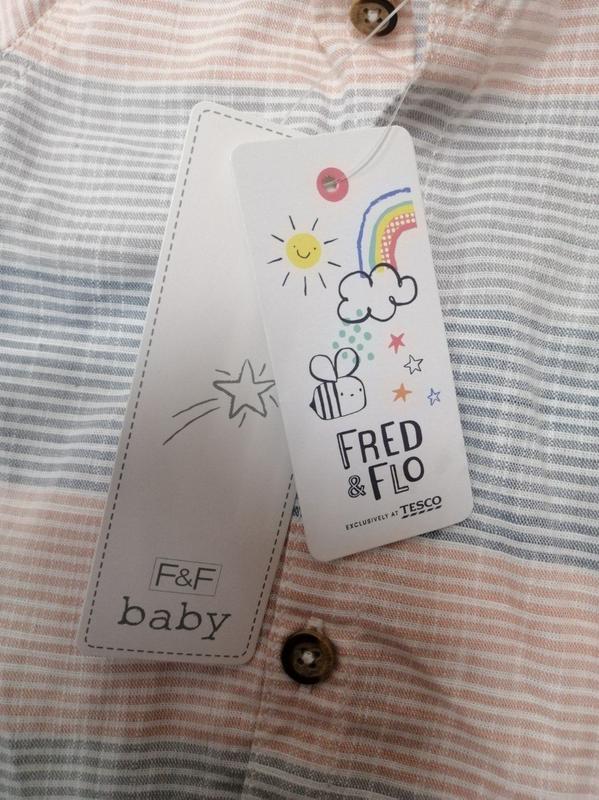 FRED
& FLO
EXCLUSIVELY AT TESCO
F&F
baby